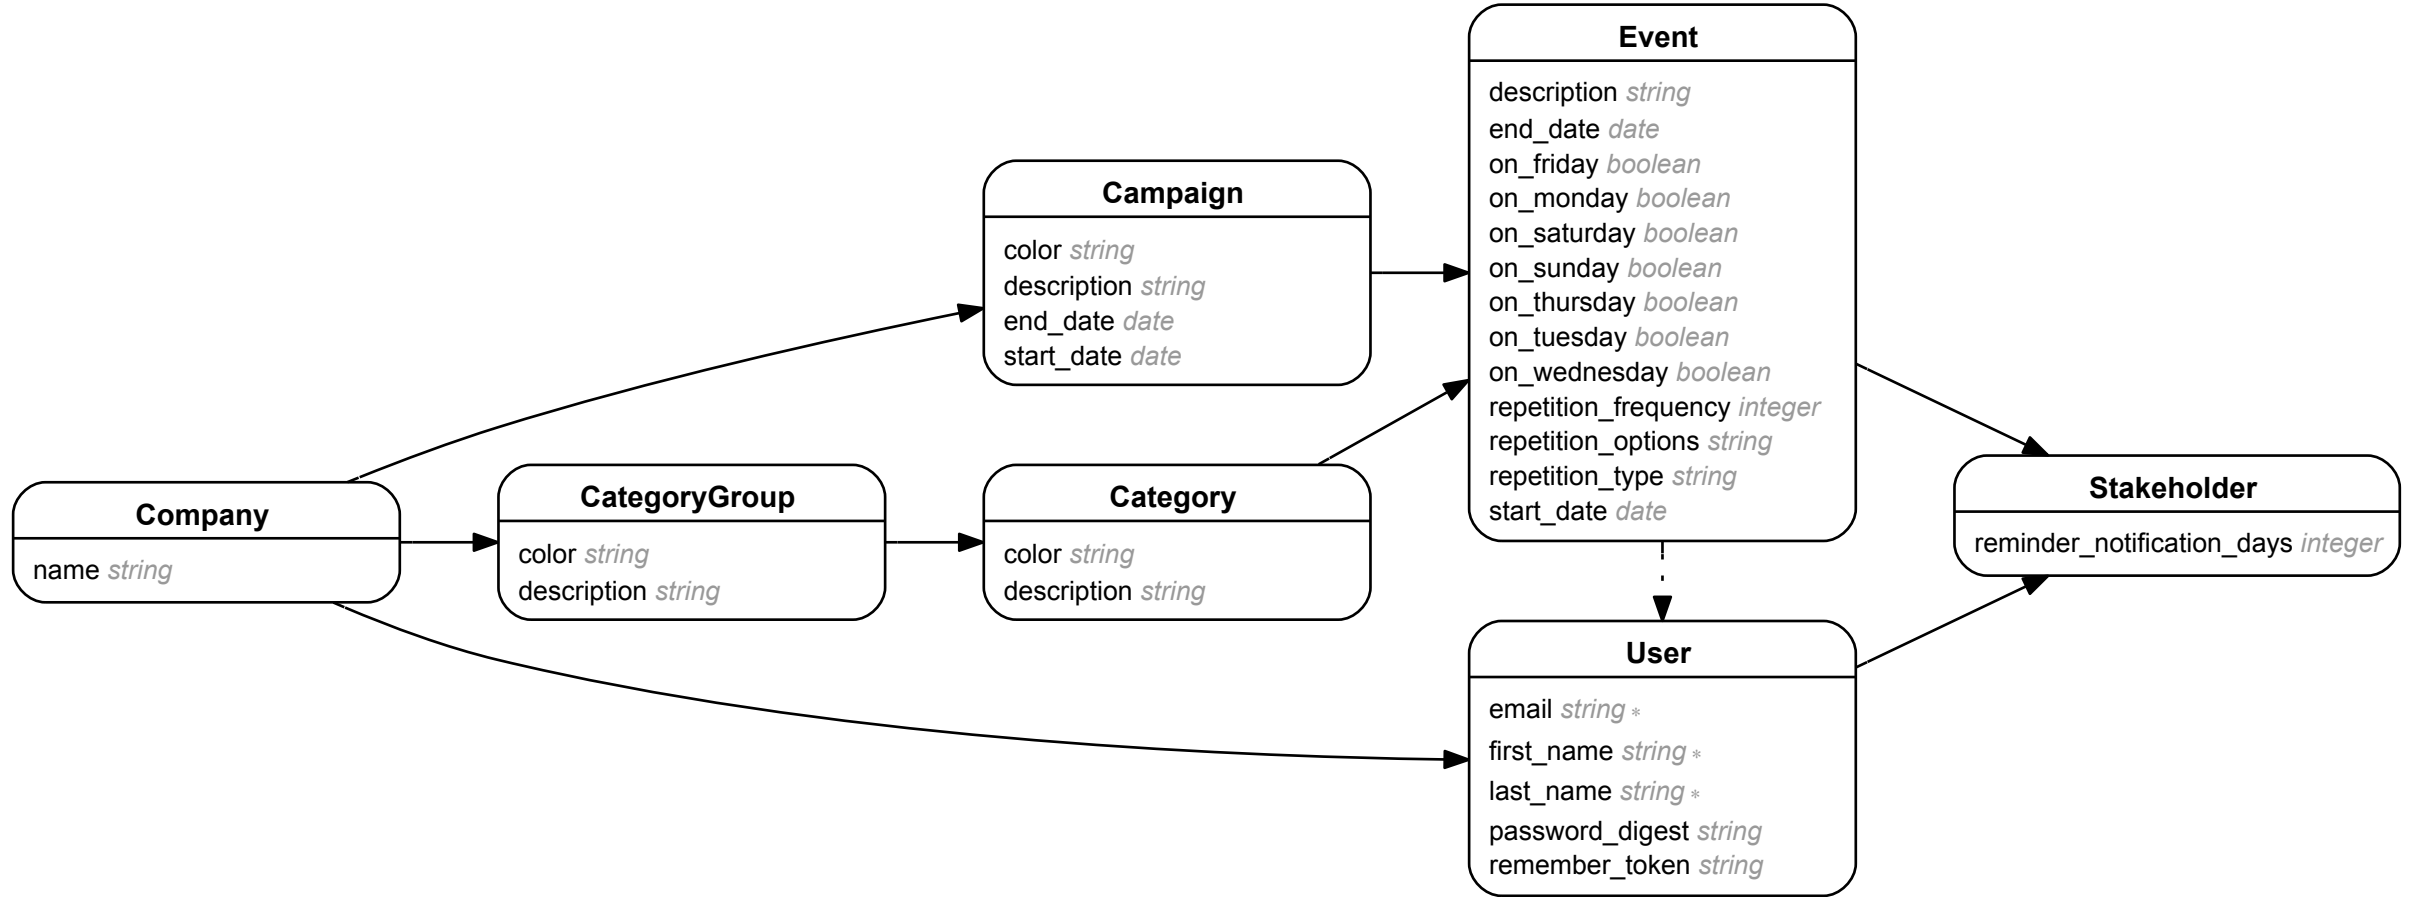 Event
description string
end_date date
on_friday boolean
on_monday boolean
on_saturday boolean
on_sunday boolean
on_thursday boolean
on_tuesday boolean
on_wednesday boolean
repetition_frequency integer
repetition_options string
repetition_type string
start_date date
Campaign
color string
description string
end_date date
start_date date
Company
name string
CategoryGroup
color string
description string
Category
color string
description string
Stakeholder
reminder_notification_days integer
User
email string *
first_name string *
last_name string *
password_digest string
remember_token string